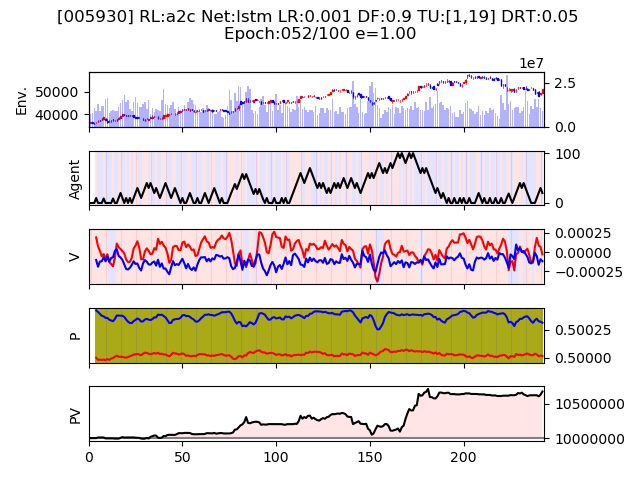 [005930] RL:a2c Net:lstm LR:0.001 DF:0.9 TU:[1,19] DRT:0.05
Epoch:052/100 e=1.00
1e7
Env.
50000
40000
2.5
0.0
Agent
100
0
V
0.00025
0.00000
−0.00025
P
0.50025
0.50000
PV
10500000
10000000
0 50 100 150 200